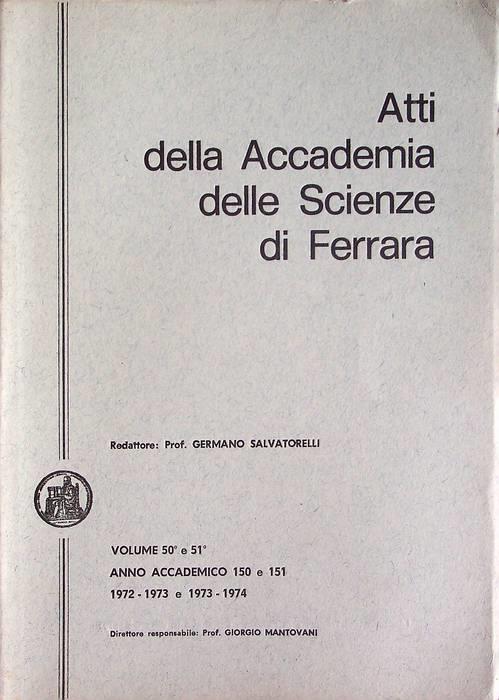 Atti
della Accademia
delle Scienze
di Ferrara
Redattore: Prof. GERMANO SALVATORELLI
VOLUME 50° e 51°
ANNO ACCADEMICO 150 e 151
1972 - 1973 e 1973 - 1974
Direttore responsabile: Prof. GIORGIO MANTOVANI